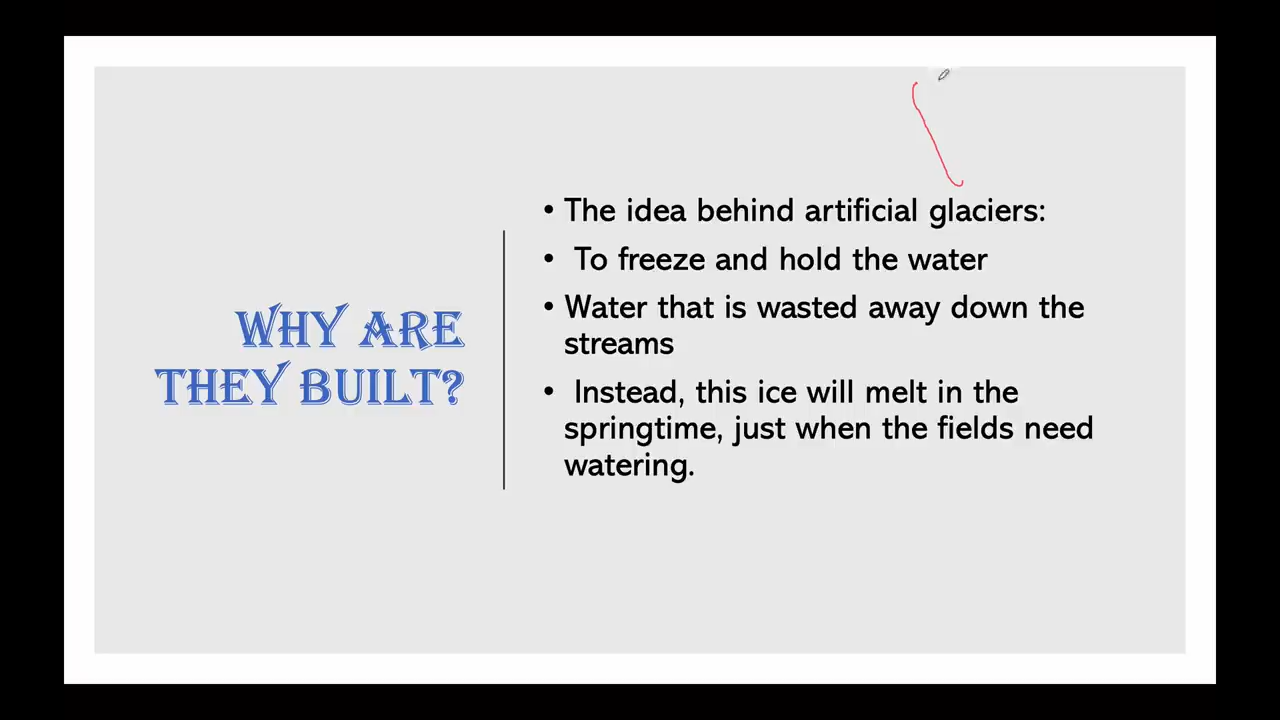 WHY ARE
THEY BUILT?
• The idea behind artificial glaciers:
• To freeze and hold the water
• Water that is wasted away down the
streams
• Instead, this ice will melt in the
springtime, just when the fields need
watering.